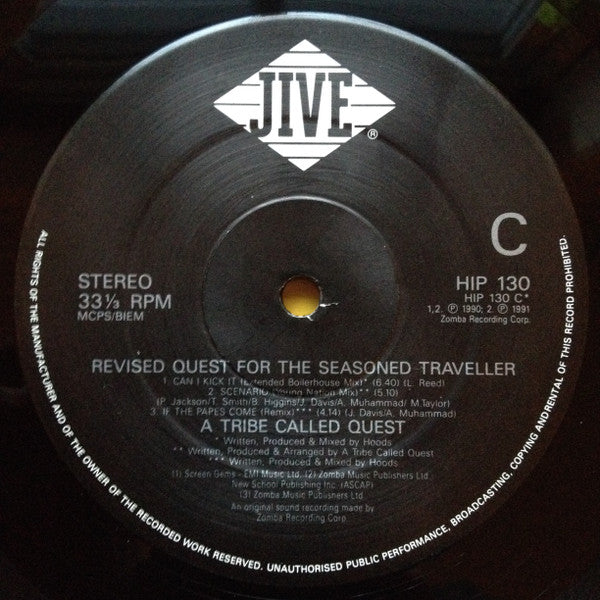 JIVE
®
C
STEREO
33⅓ RPM
MCPS/BIEM
HIP 130
HIP 130 C*
1,2. ℗ 1990; 2. ℗ 1991
Zomba Recording Corp.
REVISED QUEST FOR THE SEASONED TRAVELLER
1. CAN I KICK IT (Extended Boilerhouse Mix)* (6.40) (L. Reed)
2. SCENARIO (Young Nation Mix)** (5.10)
(P. Jackson/T. Smith/B. Higgins/J. Davis/A. Muhammad/ M.Taylor)
3. IF THE PAPES COME (Remix)*** (4.14) (J. Davis/A. Muhammad)
A TRIBE CALLED QUEST
* Written, Produced & Mixed by Hoods
** Written, Produced & Arranged by A Tribe Called Quest
*** Written, Produced & Mixed by Hoods
(1) Screen Gems - EMI Music Ltd. (2) Zomba Music Publishers Ltd
New School Publishing Inc. (ASCAP)
(3) Zomba Music Publishers Ltd
An original sound recording made by
Zomba Recording Corp.
ALL RIGHTS OF THE MANUFACTURER AND OF THE OWNER OF THE RECORDED WORK RESERVED. UNAUTHORISED PUBLIC PERFORMANCE, BROADCASTING, COPYING AND RENTAL OF THIS RECORD PROHIBITED.